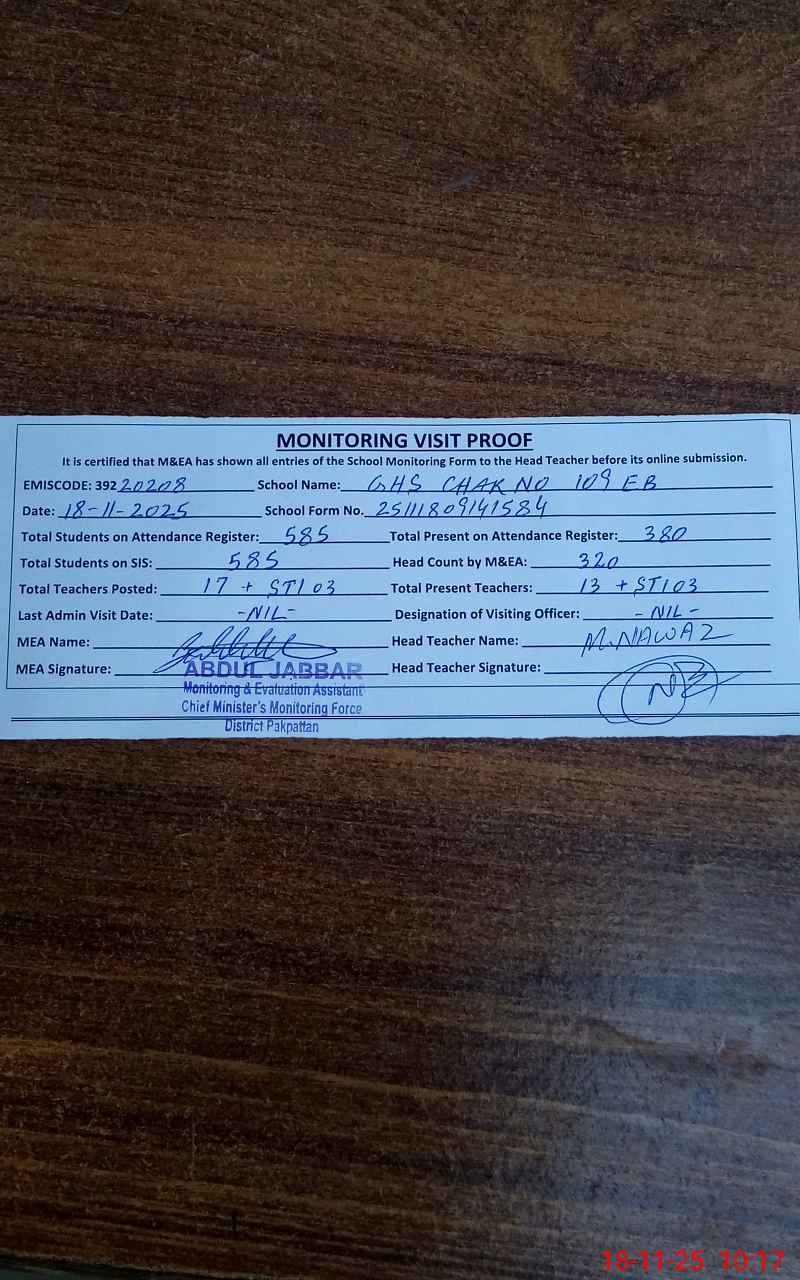 MONITORING VISIT PROOF
It is certified that M&EA has shown all entries of the School Monitoring Form to the Head Teacher before its online submission.
EMISCODE: 39220208 School Name: GHS CHAK NO 109 EB
Date: 18-11-2025 School Form No. 25111809141584
Total Students on Attendance Register: 585 Total Present on Attendance Register: 380
Total Students on SIS: 585 Head Count by M&EA: 320
Total Teachers Posted: 17 + STI 03 Total Present Teachers: 13 + STI 03
Last Admin Visit Date: -NIL- Designation of Visiting Officer: -NIL-
MEA Name: Head Teacher Name: M.NAWAZ
MEA Signature: Head Teacher Signature:
ABDUL JABBAR
Monitoring & Evaluation Assistant
Chief Minister's Monitoring Force
District Pakpattan
18-11-25 10:17